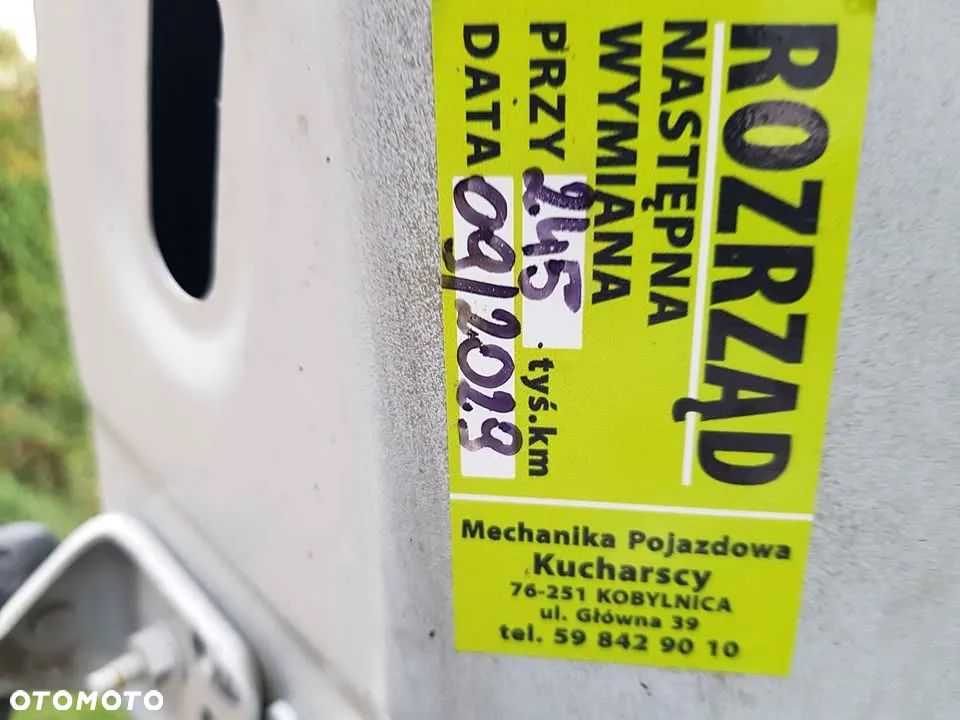 ROZRZĄD
NASTĘPNA
WYMIANA
PRZY 245 tyś.km
DATA 09/2029
Mechanika Pojazdowa
Kucharscy
76-251 KOBYLNICA
ul. Główna 39
tel. 59 842 90 10
OTOMOTO